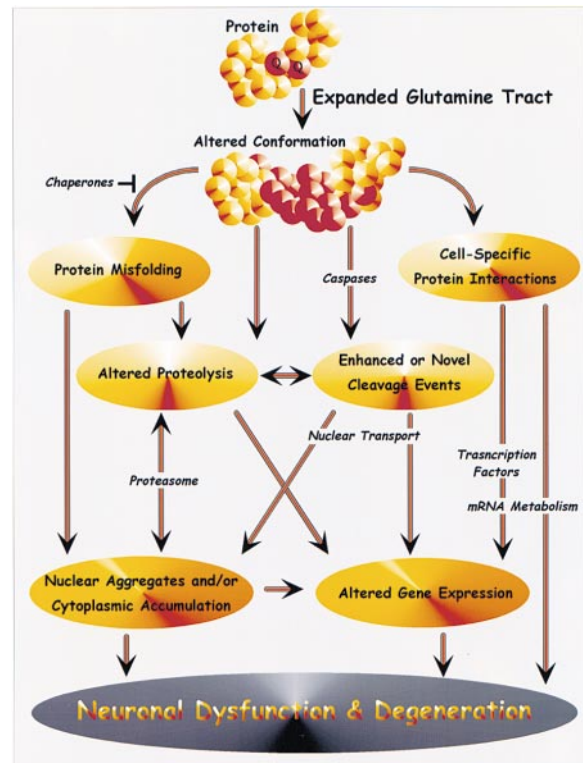 Protein
Q Q
Expanded Glutamine Tract
Altered Conformation
Chaperones
Protein Misfolding
Cell-Specific
Protein Interactions
Caspases
Altered Proteolysis
Enhanced or Novel
Cleavage Events
Nuclear Transport
Proteasome
Trasncription
Factors
mRNA Metabolism
Nuclear Aggregates and/or
Cytoplasmic Accumulation
Altered Gene Expression
Neuronal Dysfunction & Degeneration